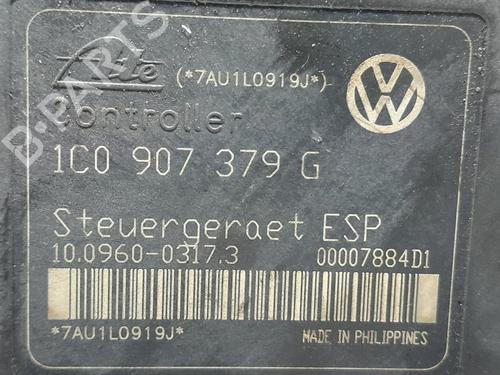 Ate (*7AU1L0919J*)
Controller
1C0 907 379 G
Steuergeraet ESP
10.0960-0317.3 00007884D1
*7AU1L0919J* MADE IN PHILIPPINES
B-PARTS